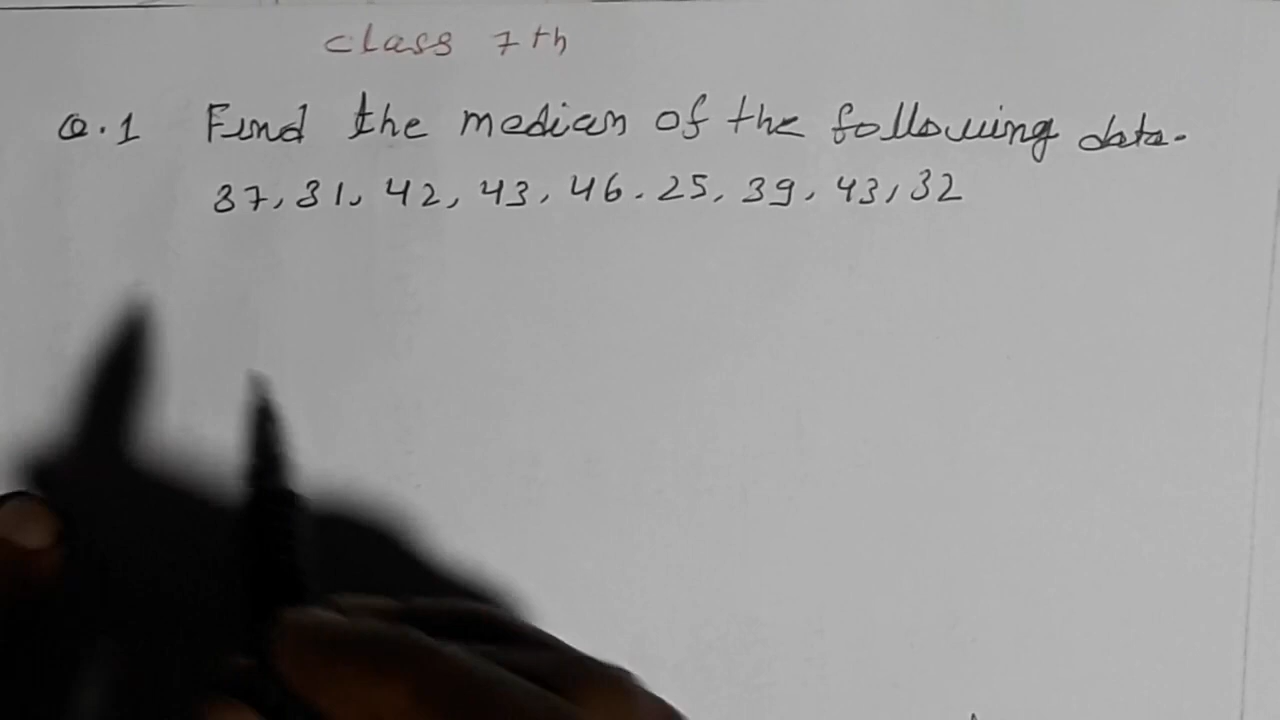 class 7th
Q.1 Find the median of the following data.
37, 31, 42, 43, 46. 25, 39, 43, 32